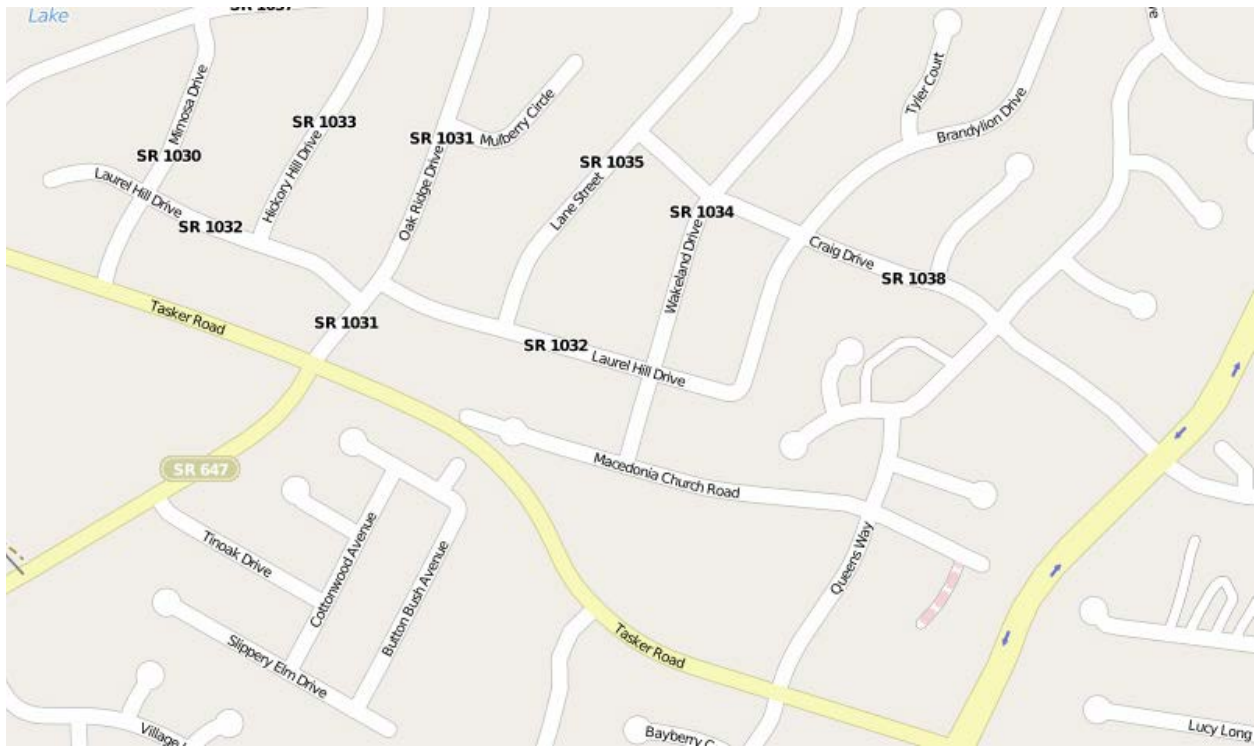 Lake
SR 1037
Mimosa Drive
SR 1030
Laurel Hill Drive
SR 1032
Hickory Hill Drive
SR 1033
SR 1031
Oak Ridge Drive
Mulberry Circle
SR 1035
Lane Street
SR 1034
Wakeland Drive
Tyler Court
Brandylion Drive
Craig Drive
SR 1038
Tasker Road
SR 1031
SR 1032
Laurel Hill Drive
SR 647
Macedonia Church Road
Tinoak Drive
Cottonwood Avenue
Button Bush Avenue
Queens Way
Slippery Elm Drive
Tasker Road
Village
Bayberry C
Lucy Long